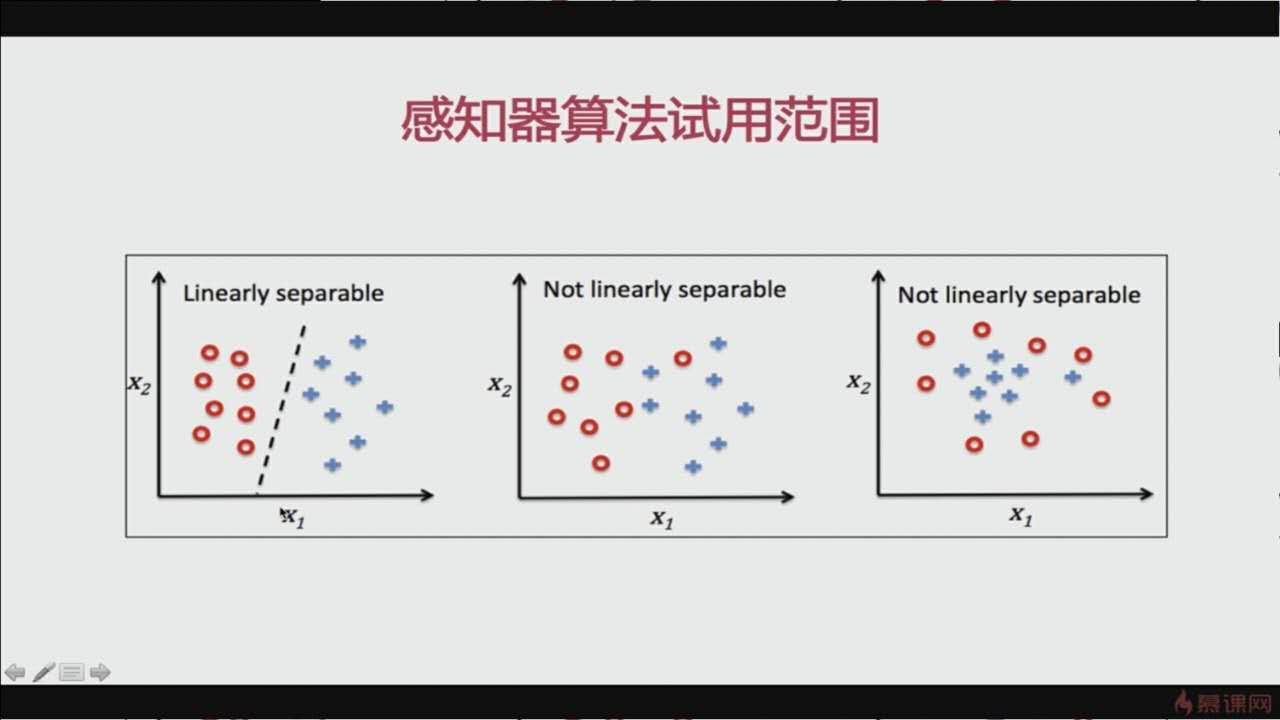 感知器算法试用范围
Linearly separable
Not linearly separable
Not linearly separable
x2
x2
x2
x1
x1
x1
慕课网